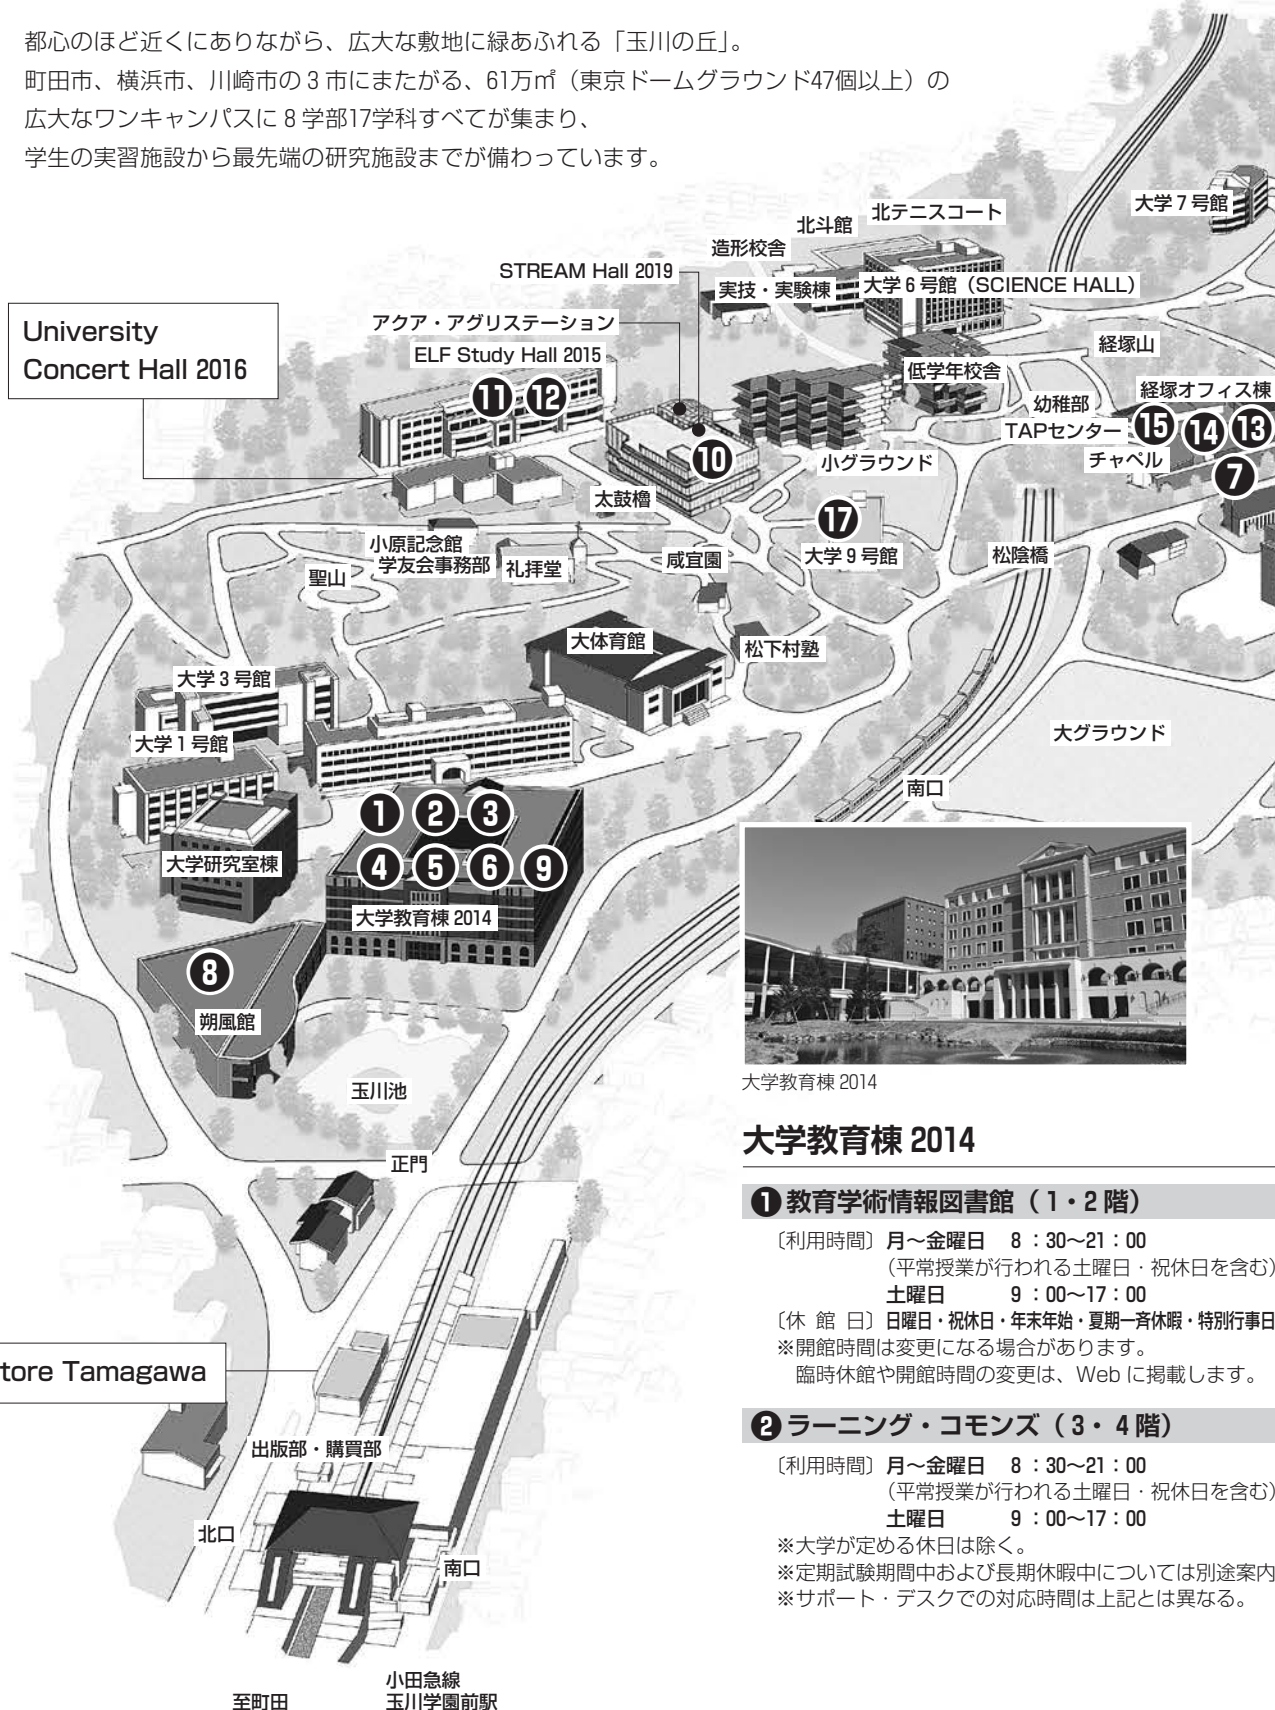 都心のほど近くにありながら、広大な敷地に緑あふれる「玉川の丘」。
町田市、横浜市、川崎市の3市にまたがる、61万㎡（東京ドームグラウンド47個以上）の
広大なワンキャンパスに8学部17学科すべてが集まり、
学生の実習施設から最先端の研究施設までが備わっています。
大学7号館
北テニスコート
北斗館
造形校舎
STREAM Hall 2019
実技・実験棟
大学6号館（SCIENCE HALL）
University
Concert Hall 2016
アクア・アグリステーション
ELF Study Hall 2015
経塚山
低学年校舎
経塚オフィス棟
幼稚部
TAPセンター
⓫ ⓬
⓯ ⓮ ⓭
チャペル
❿
小グラウンド
❼
太鼓櫓
⓱
小原記念館
学友会事務部
礼拝堂
咸宜園
大学9号館
松陰橋
聖山
大体育館
松下村塾
大学3号館
大学1号館
大グラウンド
南口
❶ ❷ ❸
❹ ❺ ❻ ❾
大学研究室棟
大学教育棟 2014
❽
朔風館
玉川池
正門
大学教育棟 2014
大学教育棟 2014
❶教育学術情報図書館（1・2階）
〔利用時間〕月～金曜日 8：30～21：00
（平常授業が行われる土曜日・祝休日を含む）
土曜日 9：00～17：00
〔休 館 日〕日曜日・祝休日・年末年始・夏期一斉休暇・特別行事日
※開館時間は変更になる場合があります。
臨時休館や開館時間の変更は、Webに掲載します。
❷ラーニング・コモンズ（3・4階）
〔利用時間〕月～金曜日 8：30～21：00
（平常授業が行われる土曜日・祝休日を含む）
土曜日 9：00～17：00
※大学が定める休日は除く。
※定期試験期間中および長期休暇中については別途案内
※サポート・デスクでの対応時間は上記とは異なる。
tore Tamagawa
出版部・購買部
北口
南口
至町田
小田急線
玉川学園前駅